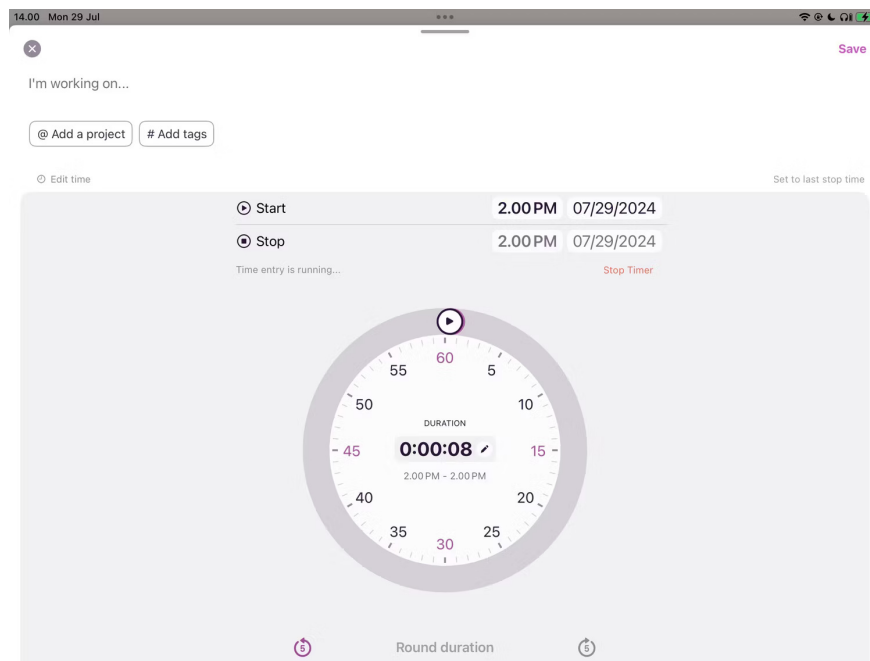 14.00 Mon 29 Jul
Save
I'm working on...
@ Add a project # Add tags
Edit time Set to last stop time
Start 2.00 PM 07/29/2024
Stop 2.00 PM 07/29/2024
Time entry is running... Stop Timer
60
55 5
50 10
DURATION
45 0:00:08 15
2.00 PM - 2.00 PM
40 20
35 25
30
5 Round duration 5